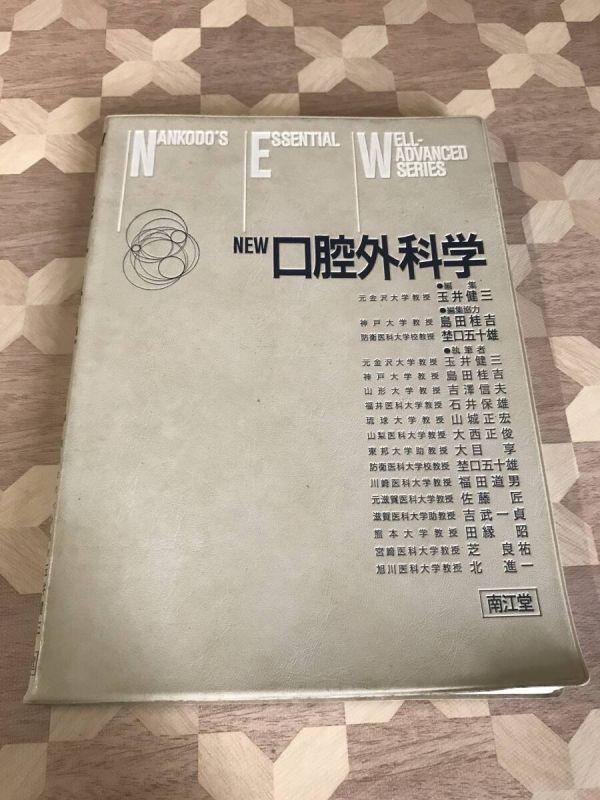 NANKODO'S ESSENTIAL WELL-ADVANCED SERIES
NEW 口腔外科学
●編集
元金沢大学教授 玉井健三
●編集協力
神戸大学教授 島田桂吉
防衛医科大学校教授 埜口五十雄
●執筆者
元金沢大学教授 玉井健三
神戸大学教授 島田桂吉
山形大学教授 吉澤信夫
福井医科大学教授 石井保雄
琉球大学教授 山城正宏
山梨医科大学教授 大西正俊
東邦大学助教授 大目享
防衛医科大学校教授 埜口五十雄
川崎医科大学教授 福田道男
元滋賀医科大学教授 佐藤匠
滋賀医科大学助教授 吉武一貞
熊本大学教授 田縁昭
宮崎医科大学教授 芝良祐
旭川医科大学教授 北進一
南江堂